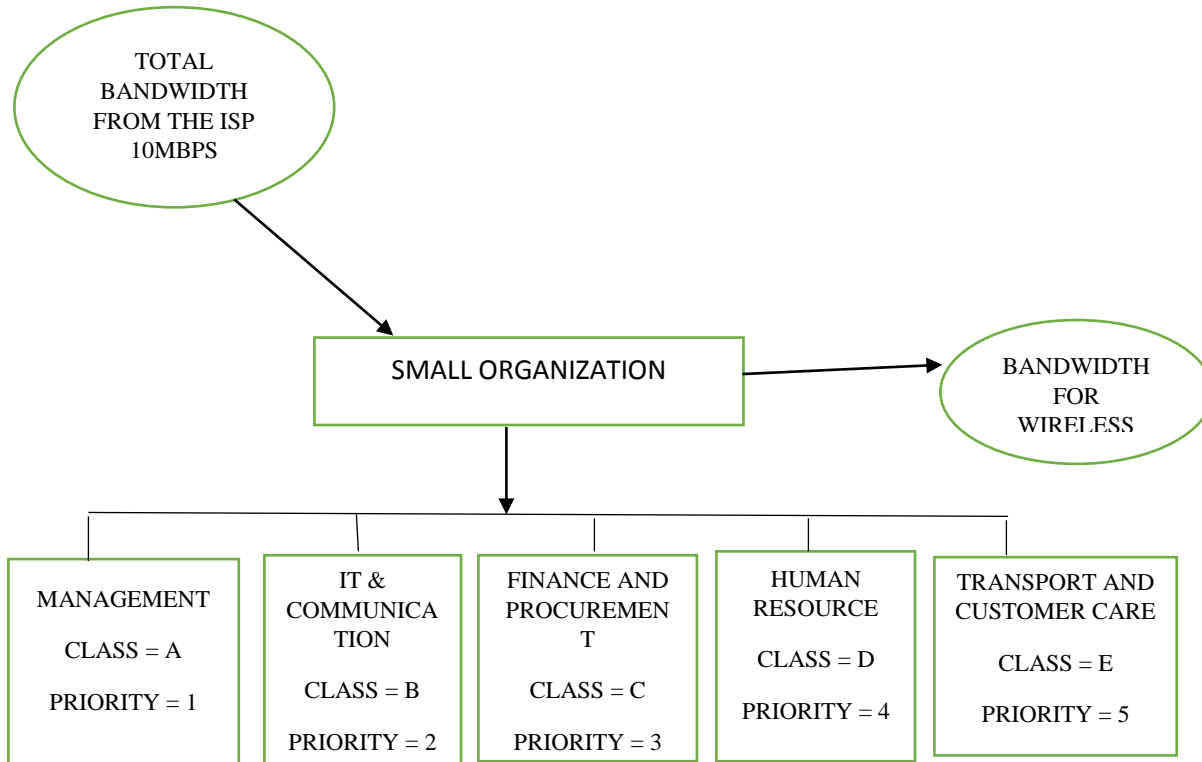 TOTAL
BANDWIDTH
FROM THE ISP
10MBPS
SMALL ORGANIZATION
BANDWIDTH
FOR
WIRELESS
MANAGEMENT
CLASS = A
PRIORITY = 1
IT &
COMMUNICA
TION
CLASS = B
PRIORITY = 2
FINANCE AND
PROCUREMEN
T
CLASS = C
PRIORITY = 3
HUMAN
RESOURCE
CLASS = D
PRIORITY = 4
TRANSPORT AND
CUSTOMER CARE
CLASS = E
PRIORITY = 5